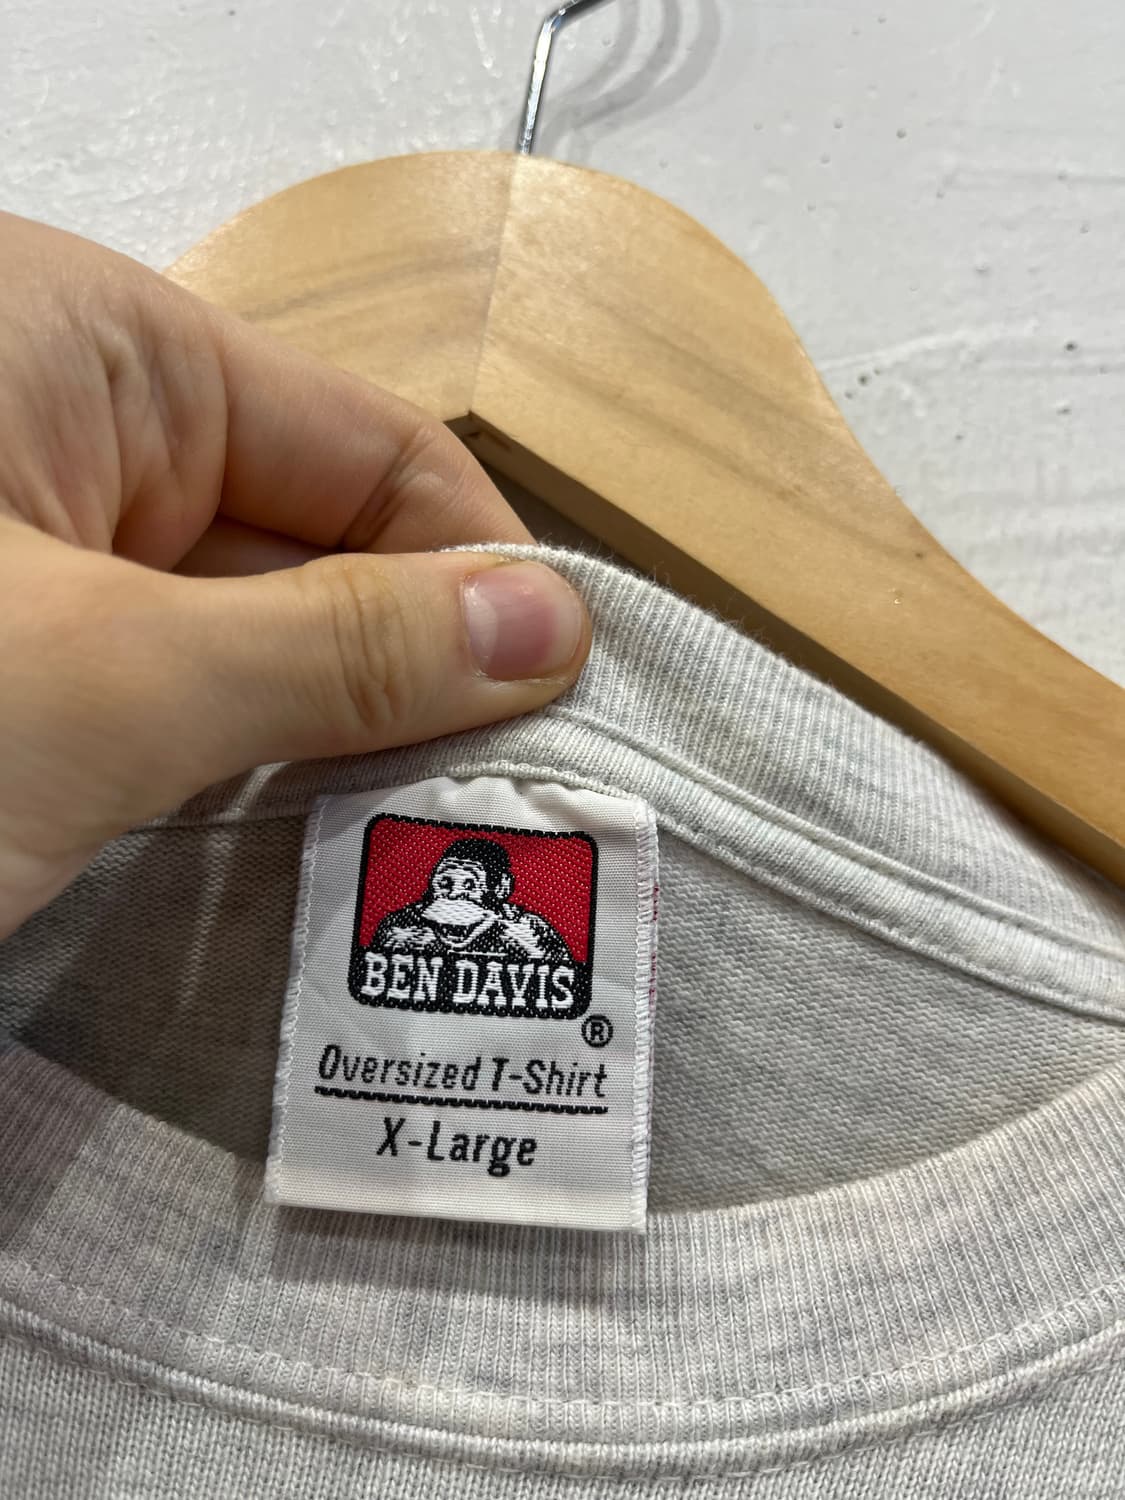 BEN DAVIS
®
Oversized T-Shirt
X-Large